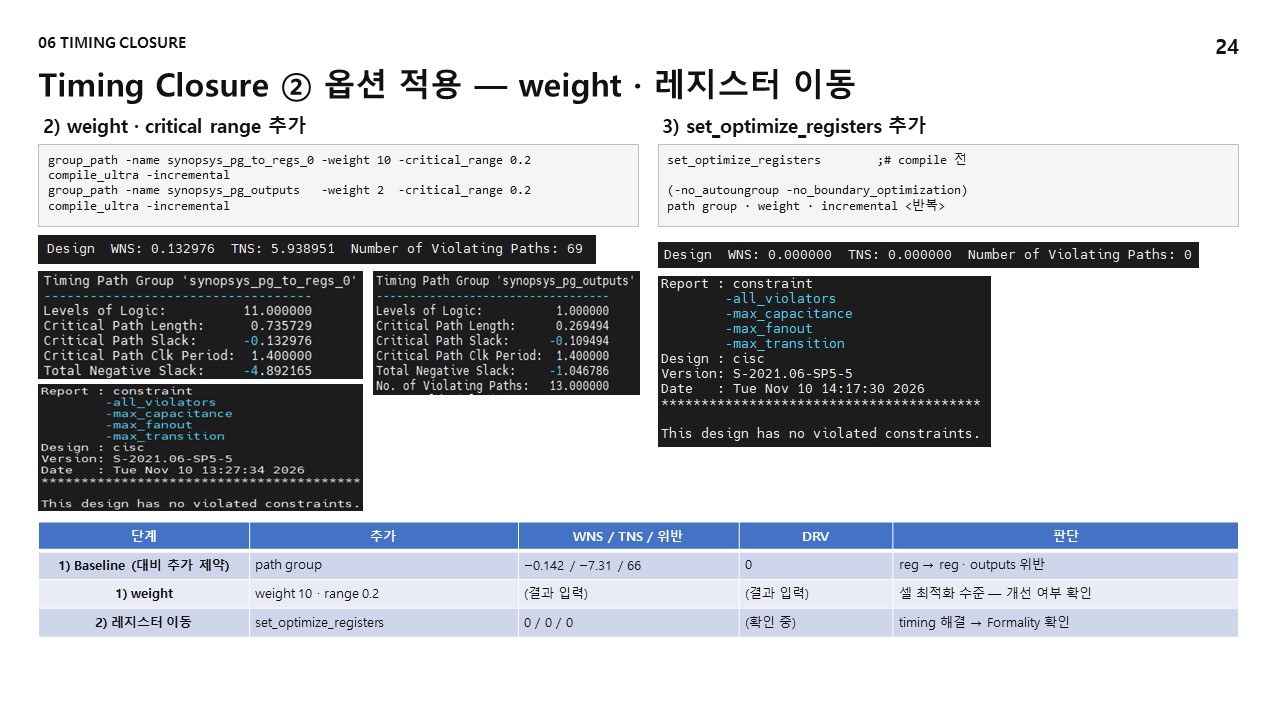 06 TIMING CLOSURE
24
Timing Closure ② 옵션 적용 — weight · 레지스터 이동
2) weight · critical range 추가
group_path -name synopsys_pg_to_regs_0 -weight 10 -critical_range 0.2
compile_ultra -incremental
group_path -name synopsys_pg_outputs   -weight 2  -critical_range 0.2
compile_ultra -incremental
Design  WNS: 0.132976  TNS: 5.938951  Number of Violating Paths: 69
Timing Path Group 'synopsys_pg_to_regs_0'
---------------------------------
Levels of Logic:          11.000000
Critical Path Length:      0.735729
Critical Path Slack:     -0.132976
Critical Path Clk Period:  1.400000
Total Negative Slack:    -4.892165
Timing Path Group 'synopsys_pg_outputs'
---------------------------------
Levels of Logic:           1.000000
Critical Path Length:      0.269494
Critical Path Slack:      -0.109494
Critical Path Clk Period:  1.400000
Total Negative Slack:     -1.046786
No. of Violating Paths:   13.000000
Report : constraint
-all_violators
-max_capacitance
-max_fanout
-max_transition
Design : cisc
Version: S-2021.06-SP5-5
Date   : Tue Nov 10 13:27:34 2026
****************************************
This design has no violated constraints.
3) set_optimize_registers 추가
set_optimize_registers        ;# compile 전
(-no_autoungroup -no_boundary_optimization)
path group · weight · incremental <반복>
Design  WNS: 0.000000  TNS: 0.000000  Number of Violating Paths: 0
Report : constraint
-all_violators
-max_capacitance
-max_fanout
-max_transition
Design : cisc
Version: S-2021.06-SP5-5
Date   : Tue Nov 10 14:17:30 2026
****************************************
This design has no violated constraints.
단계 추가 WNS / TNS / 위반 DRV 판단
1) Baseline (대비 추가 제약) path group −0.142 / −7.31 / 66 0 reg → reg · outputs 위반
1) weight weight 10 · range 0.2 (결과 입력) (결과 입력) 셀 최적화 수준 — 개선 여부 확인
2) 레지스터 이동 set_optimize_registers 0 / 0 / 0 (확인 중) timing 해결 → Formality 확인